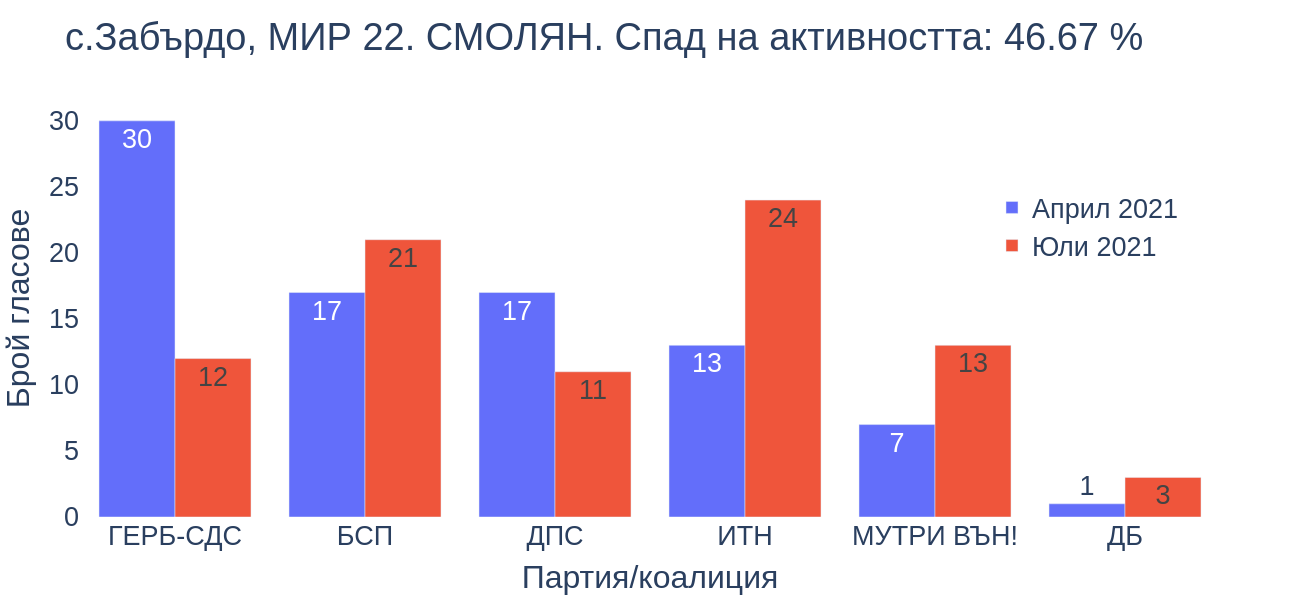 с.Забърдо, МИР 22. СМОЛЯН. Спад на активността: 46.67 %
Брой гласове
30
25
20
15
10
5
0
30
12
17
21
17
11
13
24
7
13
1
3
Април 2021
Юли 2021
ГЕРБ-СДС
БСП
ДПС
ИТН
МУТРИ ВЪН!
ДБ
Партия/коалиция